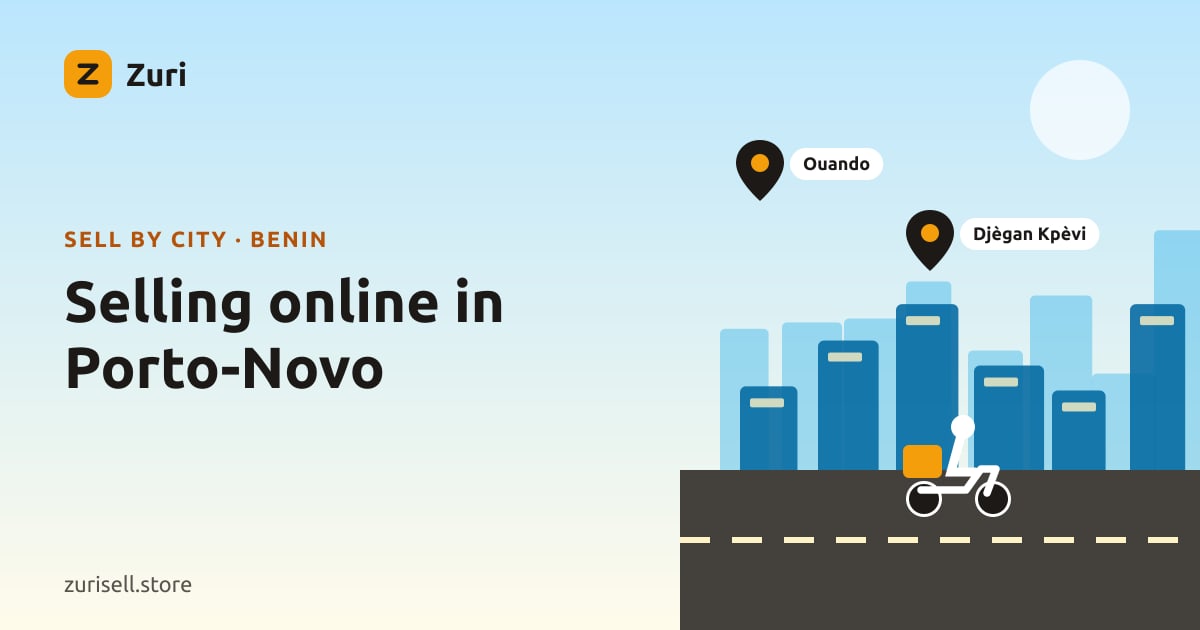 Z Zuri
Ouando
Djègan Kpèvi
SELL BY CITY · BENIN
Selling online in
Porto-Novo
zurisell.store